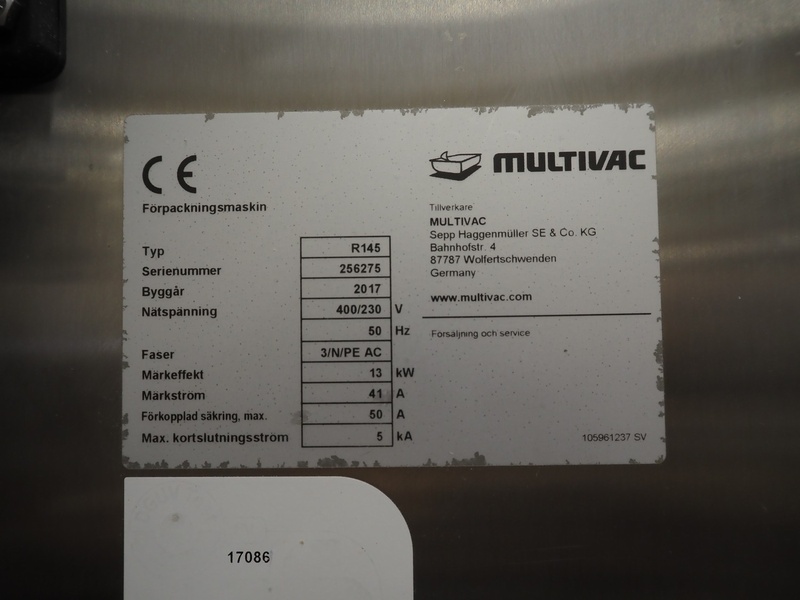 CE
Förpackningsmaskin
Typ R145
Serienummer 256275
Byggår 2017
Nätspänning 400/230 V
50 Hz
Faser 3/N/PE AC
Märkeffekt 13 kW
Märkström 41 A
Förkopplad säkring, max. 50 A
Max. kortslutningsström 5 kA
MULTIVAC
Tillverkare
MULTIVAC
Sepp Haggenmüller SE & Co. KG
Bahnhofstr. 4
87787 Wolfertschwenden
Germany
www.multivac.com
Försäljning och service
105961237 SV
17086